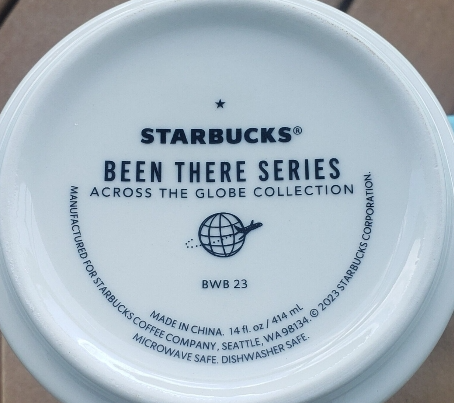 STARBUCKS®
BEEN THERE SERIES
ACROSS THE GLOBE COLLECTION
BWB 23
MADE IN CHINA. 14 fl. oz / 414 mL
MANUFACTURED FOR STARBUCKS COFFEE COMPANY, SEATTLE, WA 98134. © 2023 STARBUCKS CORPORATION.
MICROWAVE SAFE. DISHWASHER SAFE.